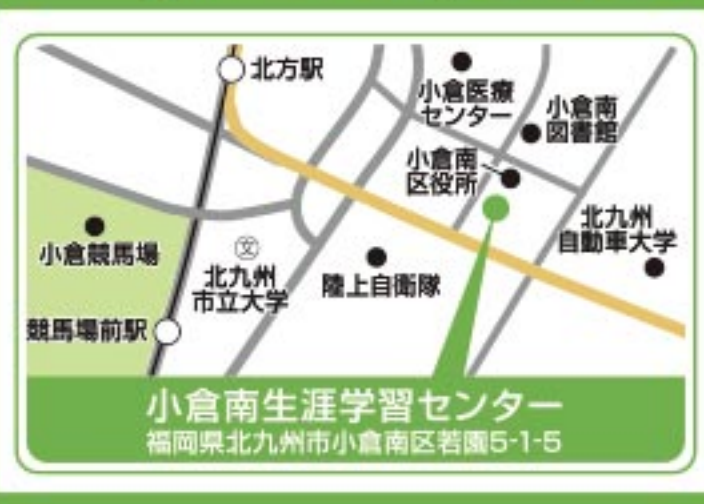 北方駅
小倉医療
センター
小倉南
図書館
小倉南
区役所
北九州
自動車大学
小倉競馬場
文
北九州
市立大学
陸上自衛隊
競馬場前駅
小倉南生涯学習センター
福岡県北九州市小倉南区若園5-1-5